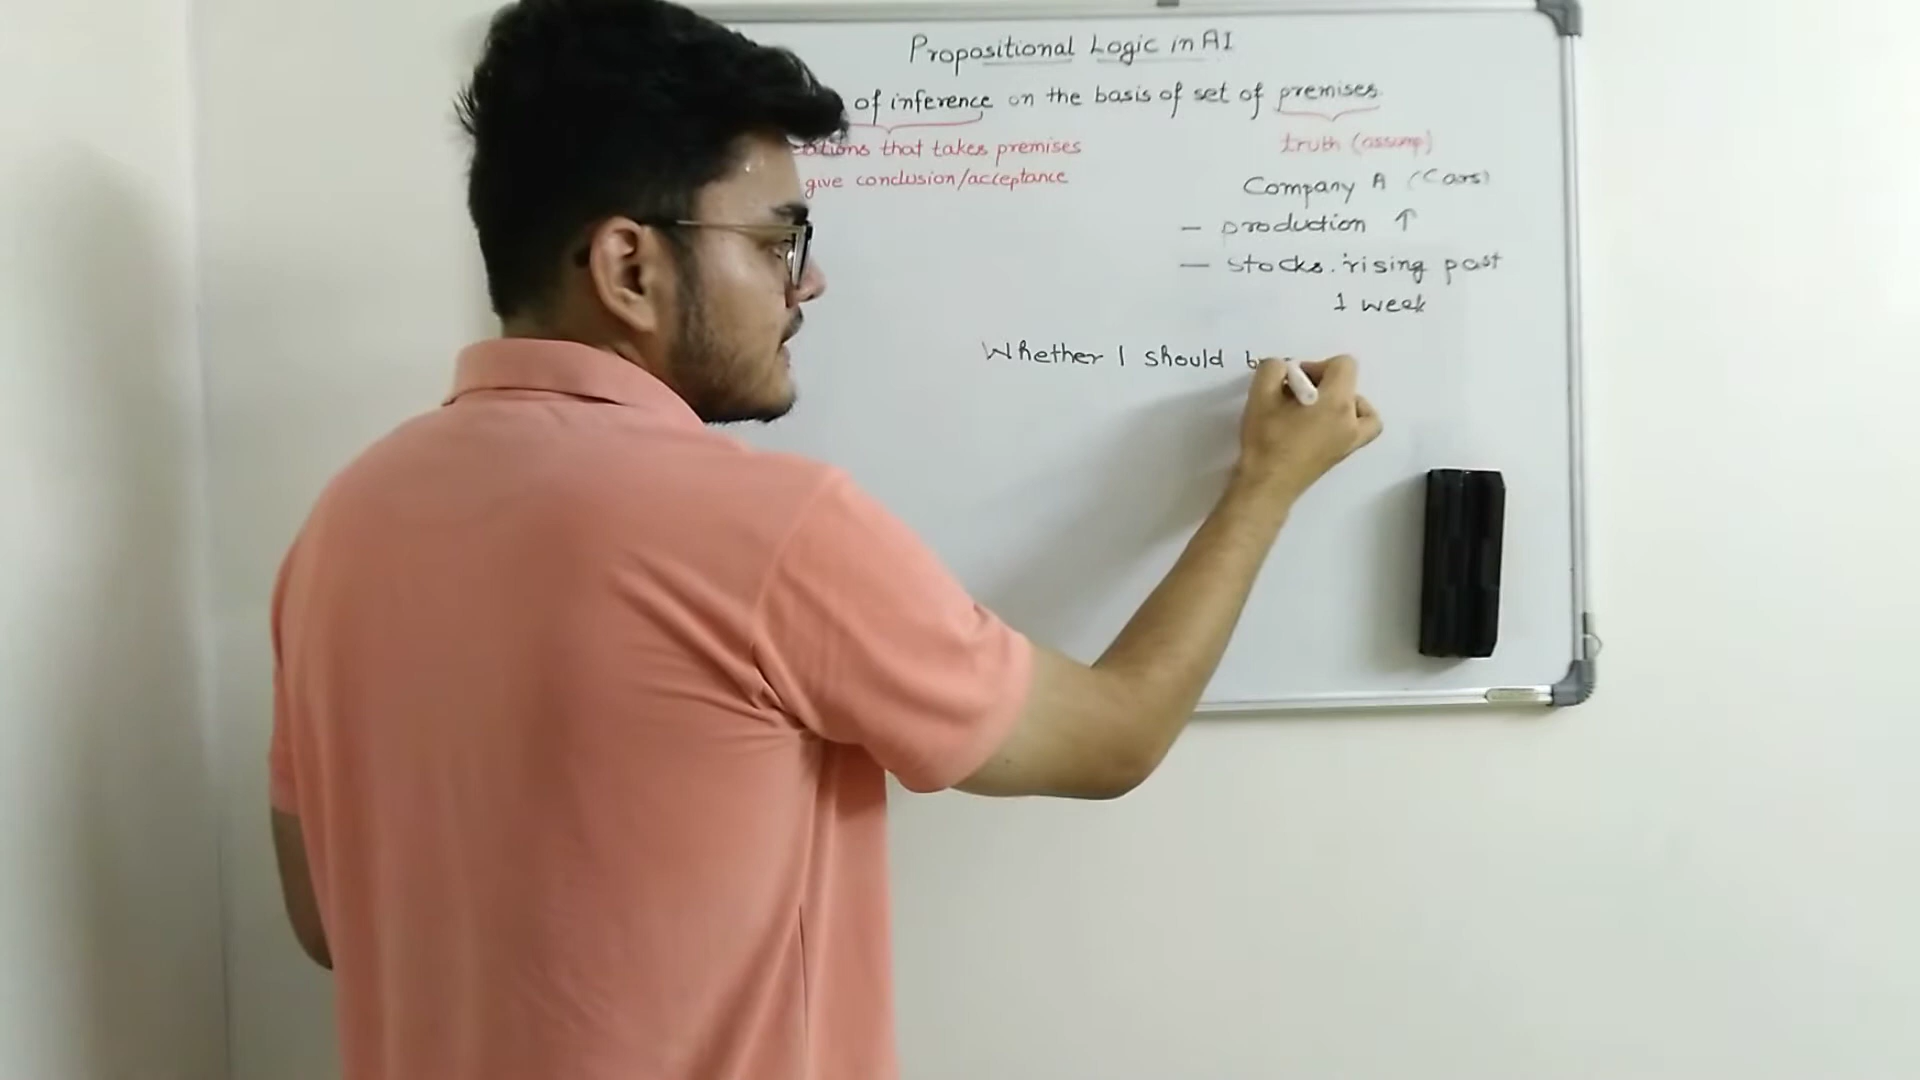 Propositional Logic in AI
of inference on the basis of set of premises.
that takes premises
truth (assump)
give conclusion/acceptance
Company A (Cars)
- production ↑
- stocks rising past
1 week
Whether I should